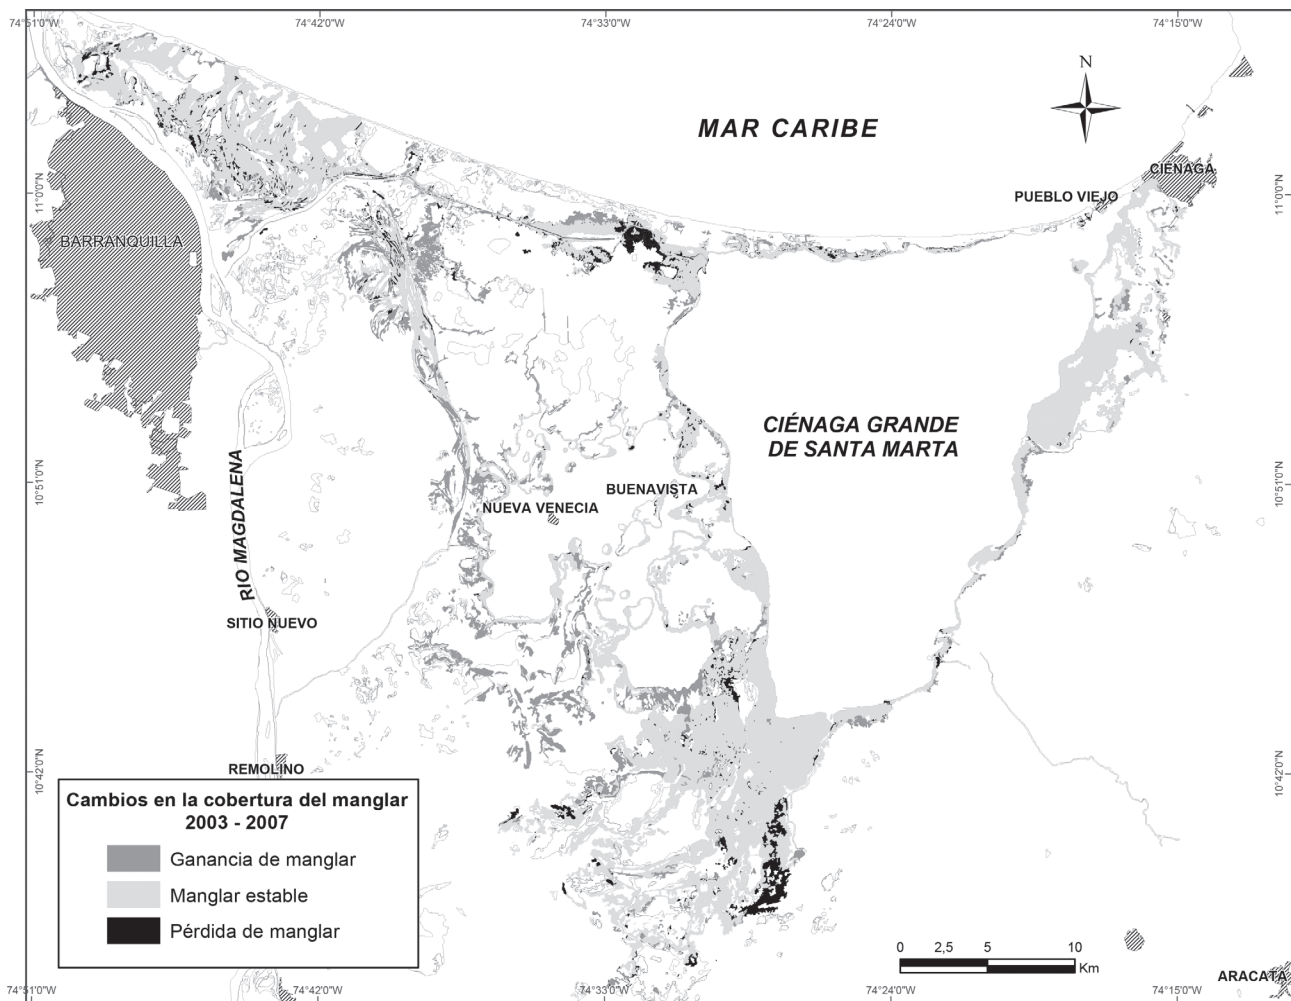 74°51'0"W
74°42'0"W
74°33'0"W
74°24'0"W
74°15'0"W
N
MAR CARIBE
CIÉNAGA
PUEBLO VIEJO
11°0'0"N
11°0'0"N
BARRANQUILLA
CIÉNAGA GRANDE
DE SANTA MARTA
RIO MAGDALENA
10°51'0"N
10°51'0"N
BUENAVISTA
NUEVA VENECIA
SITIO NUEVO
REMOLINO
10°42'0"N
10°42'0"N
Cambios en la cobertura del manglar
2003 - 2007
Ganancia de manglar
Manglar estable
Pérdida de manglar
0 2,5 5 10
Km
ARACATA
74°51'0"W
74°42'0"W
74°33'0"W
74°24'0"W
74°15'0"W